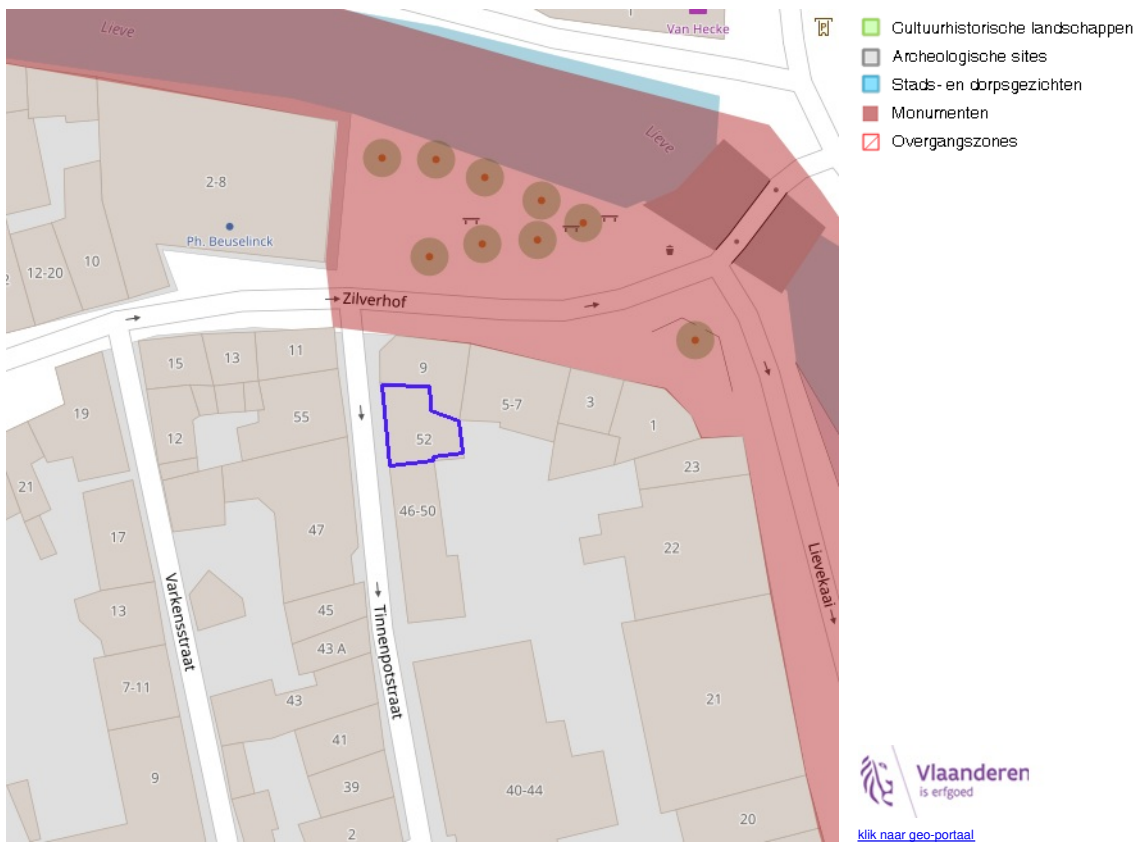 Lieve
Van Hecke
P
Lieve
2-8
Ph. Beuselinck
12-20
10
Zilverhof
15
13
11
9
5-7
3
1
19
12
55
52
23
21
46-50
17
47
22
Varkensstraat
Tinnenpotstraat
Lievekaai
13
45
43 A
7-11
43
21
41
9
39
40-44
2
20
Cultuurhistorische landschappen
Archeologische sites
Stads- en dorpsgezichten
Monumenten
Overgangszones
Vlaanderen
is erfgoed
klik naar geo-portaal